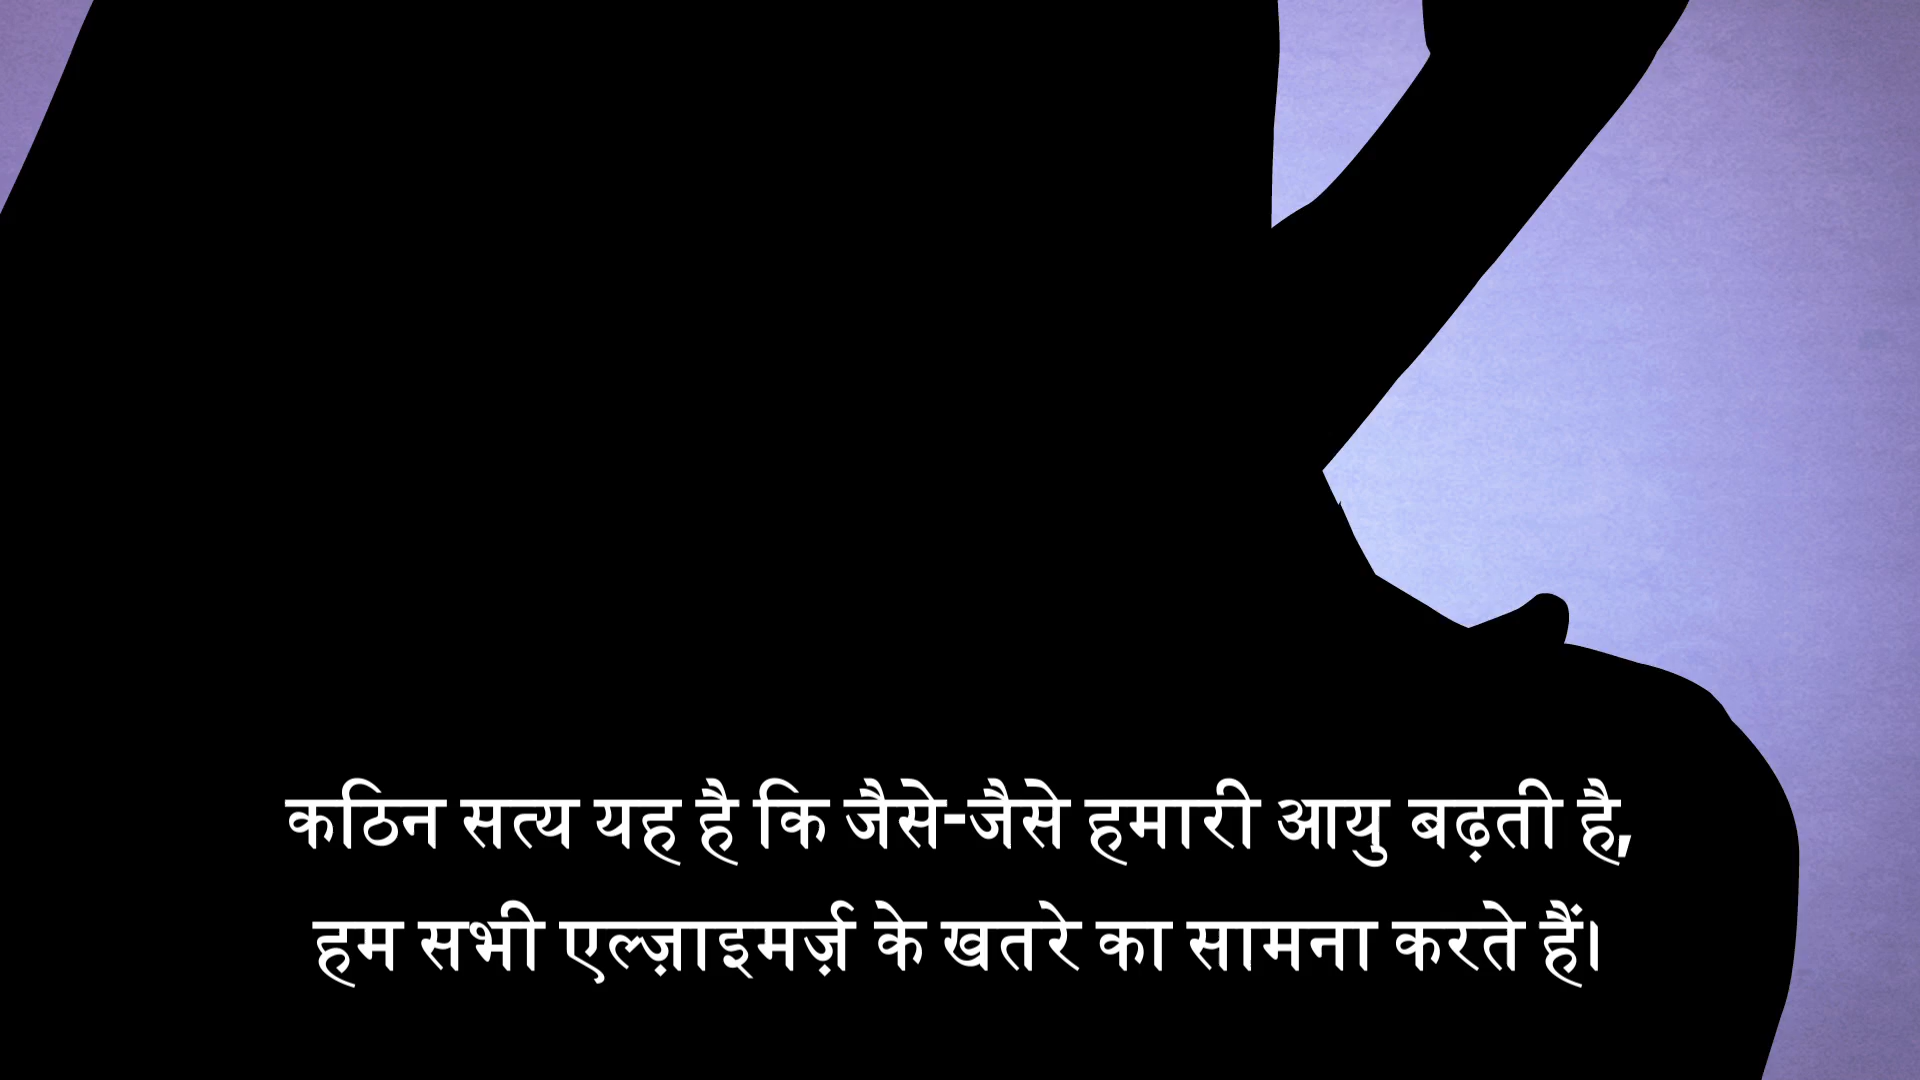 कठिन सत्य यह है कि जैसे-जैसे हमारी आयु बढ़ती है,
हम सभी एल्ज़ाइमर्ज़ के खतरे का सामना करते हैं।